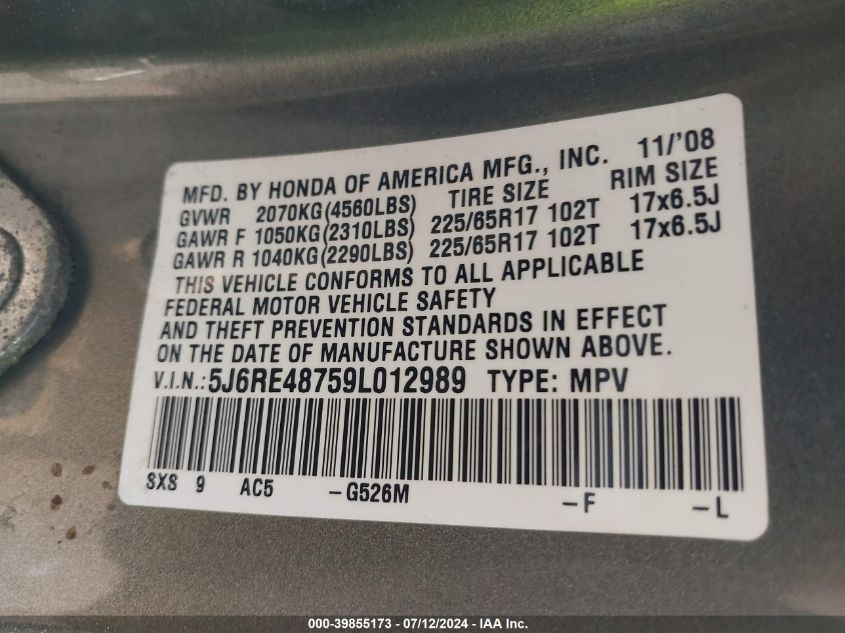 MFD. BY HONDA OF AMERICA MFG., INC. 11/'08
GVWR 2070KG(4560LBS) TIRE SIZE RIM SIZE
GAWR F 1050KG(2310LBS) 225/65R17 102T 17x6.5J
GAWR R 1040KG(2290LBS) 225/65R17 102T 17x6.5J
THIS VEHICLE CONFORMS TO ALL APPLICABLE
FEDERAL MOTOR VEHICLE SAFETY
AND THEFT PREVENTION STANDARDS IN EFFECT
ON THE DATE OF MANUFACTURE SHOWN ABOVE.
V.I.N.: 5J6RE48759L012989 TYPE: MPV
SXS 9 AC5 -G526M -F -L
000-39855173 - 07/12/2024 - IAA Inc.